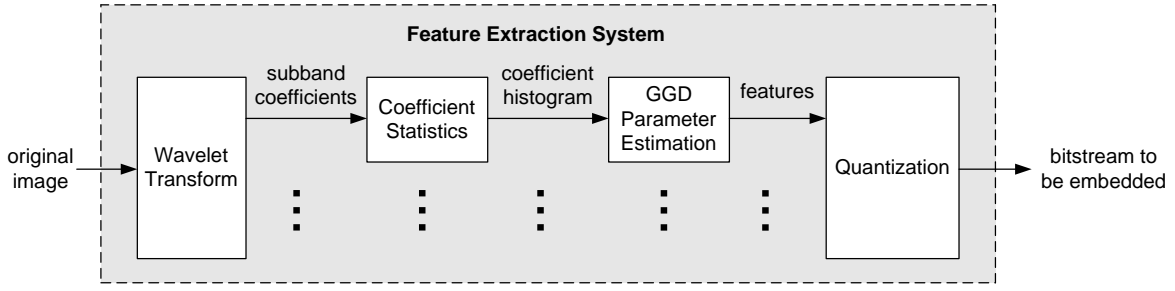 Feature Extraction System
original
image
Wavelet
Transform
subband
coefficients
Coefficient
Statistics
coefficient
histogram
GGD
Parameter
Estimation
features
Quantization
bitstream to
be embedded